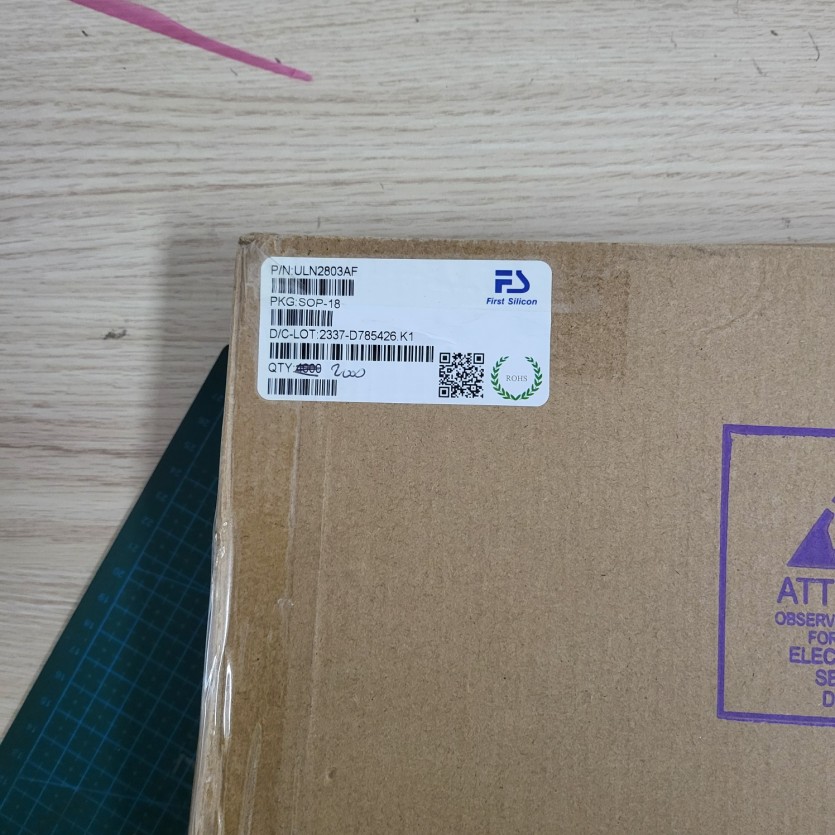 P/N:ULN2803AF
PKG:SOP-18
D/C-LOT:2337-D785426.K1
QTY:4000 2000
FS
First Silicon
ROHS
ATT
OBSERV
FOR
ELEC
SE
D